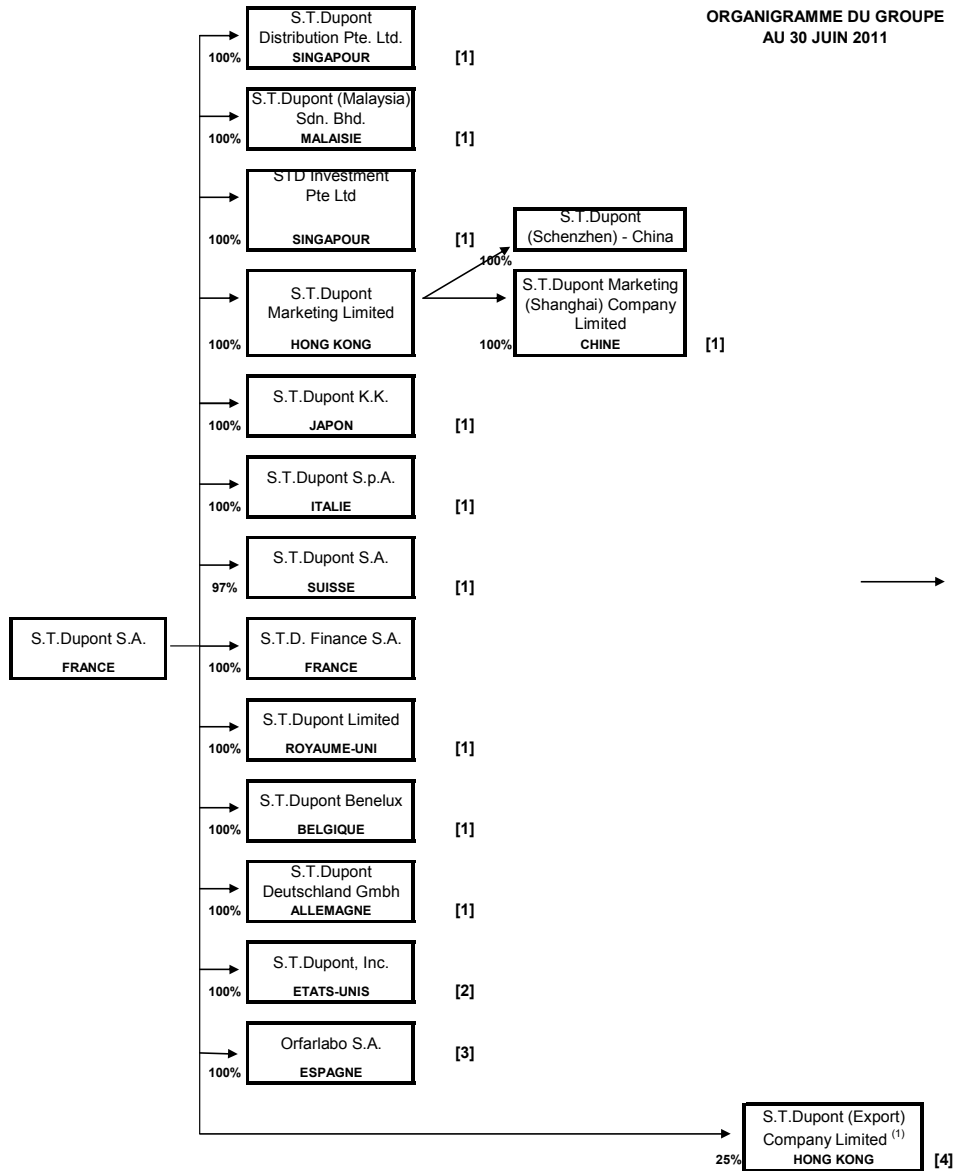 ORGANIGRAMME DU GROUPE
AU 30 JUIN 2011
S.T.Dupont
Distribution Pte. Ltd.
100% SINGAPOUR [1]
S.T.Dupont (Malaysia)
Sdn. Bhd.
100% MALAISIE [1]
STD Investment
Pte Ltd
100% SINGAPOUR [1]
S.T.Dupont
(Schenzhen) - China
100%
S.T.Dupont
Marketing Limited
100% HONG KONG
S.T.Dupont Marketing
(Shanghai) Company
Limited
100% CHINE [1]
S.T.Dupont K.K.
100% JAPON [1]
S.T.Dupont S.p.A.
100% ITALIE [1]
S.T.Dupont S.A.
97% SUISSE [1]
S.T.Dupont S.A.
FRANCE
S.T.D. Finance S.A.
100% FRANCE
S.T.Dupont Limited
100% ROYAUME-UNI [1]
S.T.Dupont Benelux
100% BELGIQUE [1]
S.T.Dupont
Deutschland Gmbh
100% ALLEMAGNE [1]
S.T.Dupont, Inc.
100% ETATS-UNIS [2]
Orfarlabo S.A. [3]
100% ESPAGNE
S.T.Dupont (Export)
Company Limited (1)
25% HONG KONG [4]